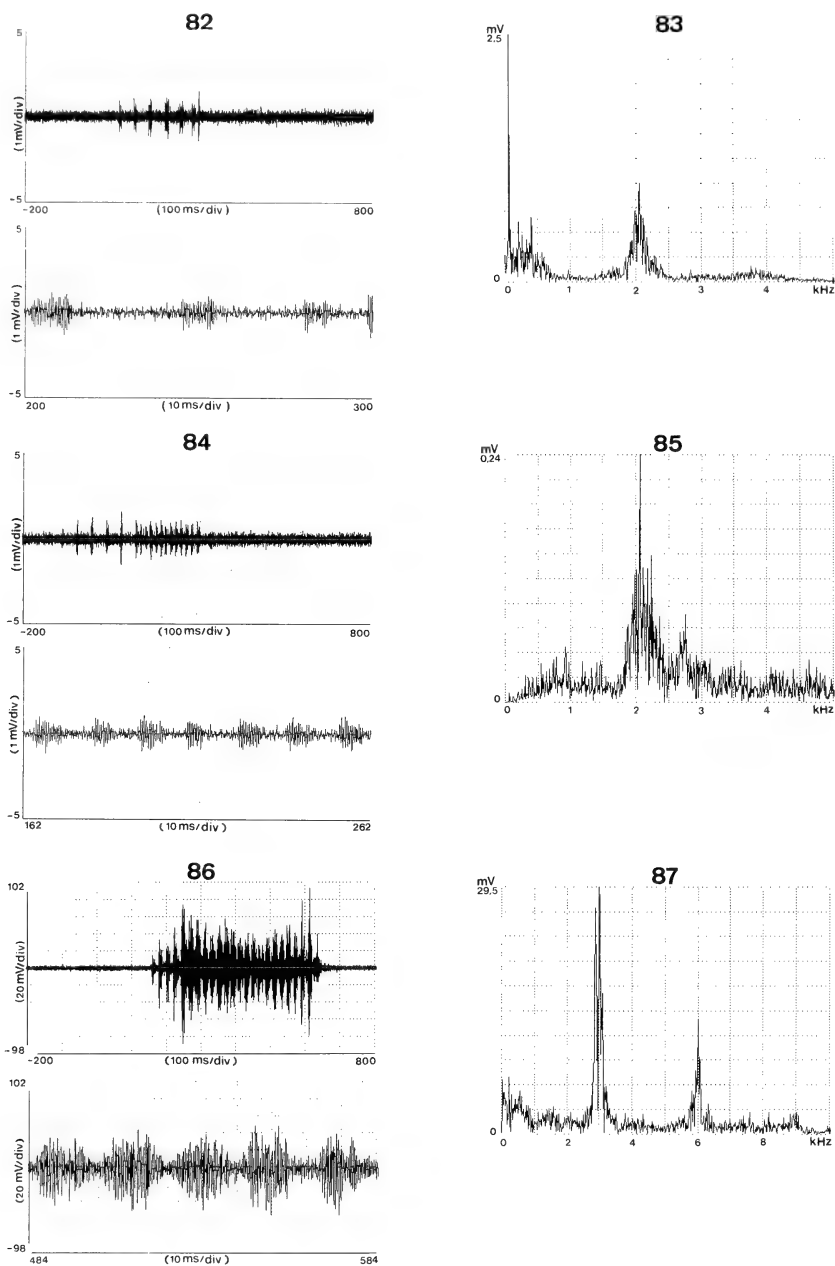 82
5
(1mV/div)
-5
-200 (100 ms/div) 800
5
(1 mV/div)
-5
200 (10 ms/div) 300
83
mV
2.5
0
0 1 2 3 4 kHz
84
5
(1mV/div)
-5
-200 (100 ms/div) 800
5
(1 mV/div)
-5
162 (10 ms/div) 262
85
mV
0,24
0
0 1 2 3 4 kHz
86
102
(20 mV/div)
-98
-200 (100 ms/div) 800
102
(20 mV/div)
-98
484 (10 ms/div) 584
87
mV
29,5
0
0 2 4 6 8 kHz